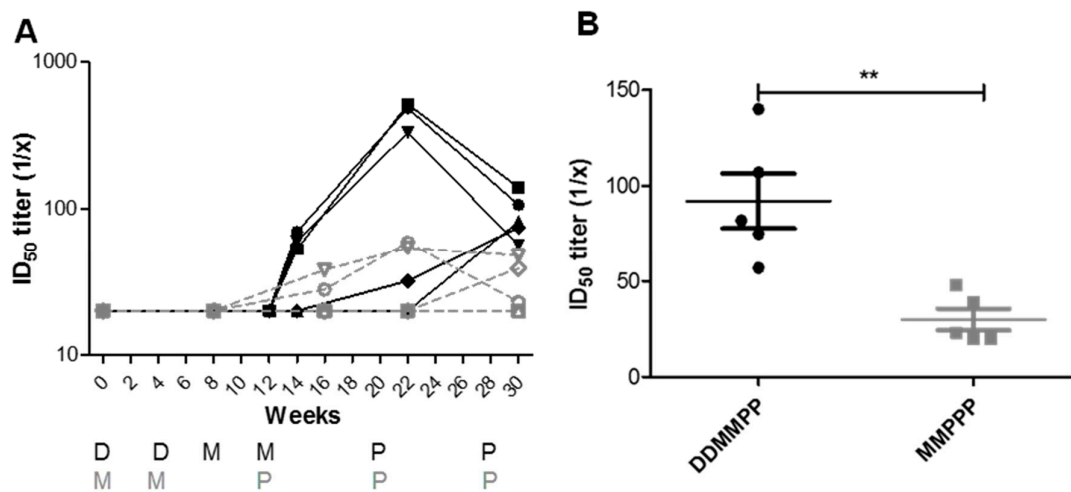 A
ID50 titer (1/x)
1000
100
10
0 2 4 6 8 10 12 14 16 18 20 22 24 26 28 30
Weeks
D D M M P P
M M P P P
B
ID50 titer (1/x)
150
100
50
0
**
DDMMPP
MMPPP